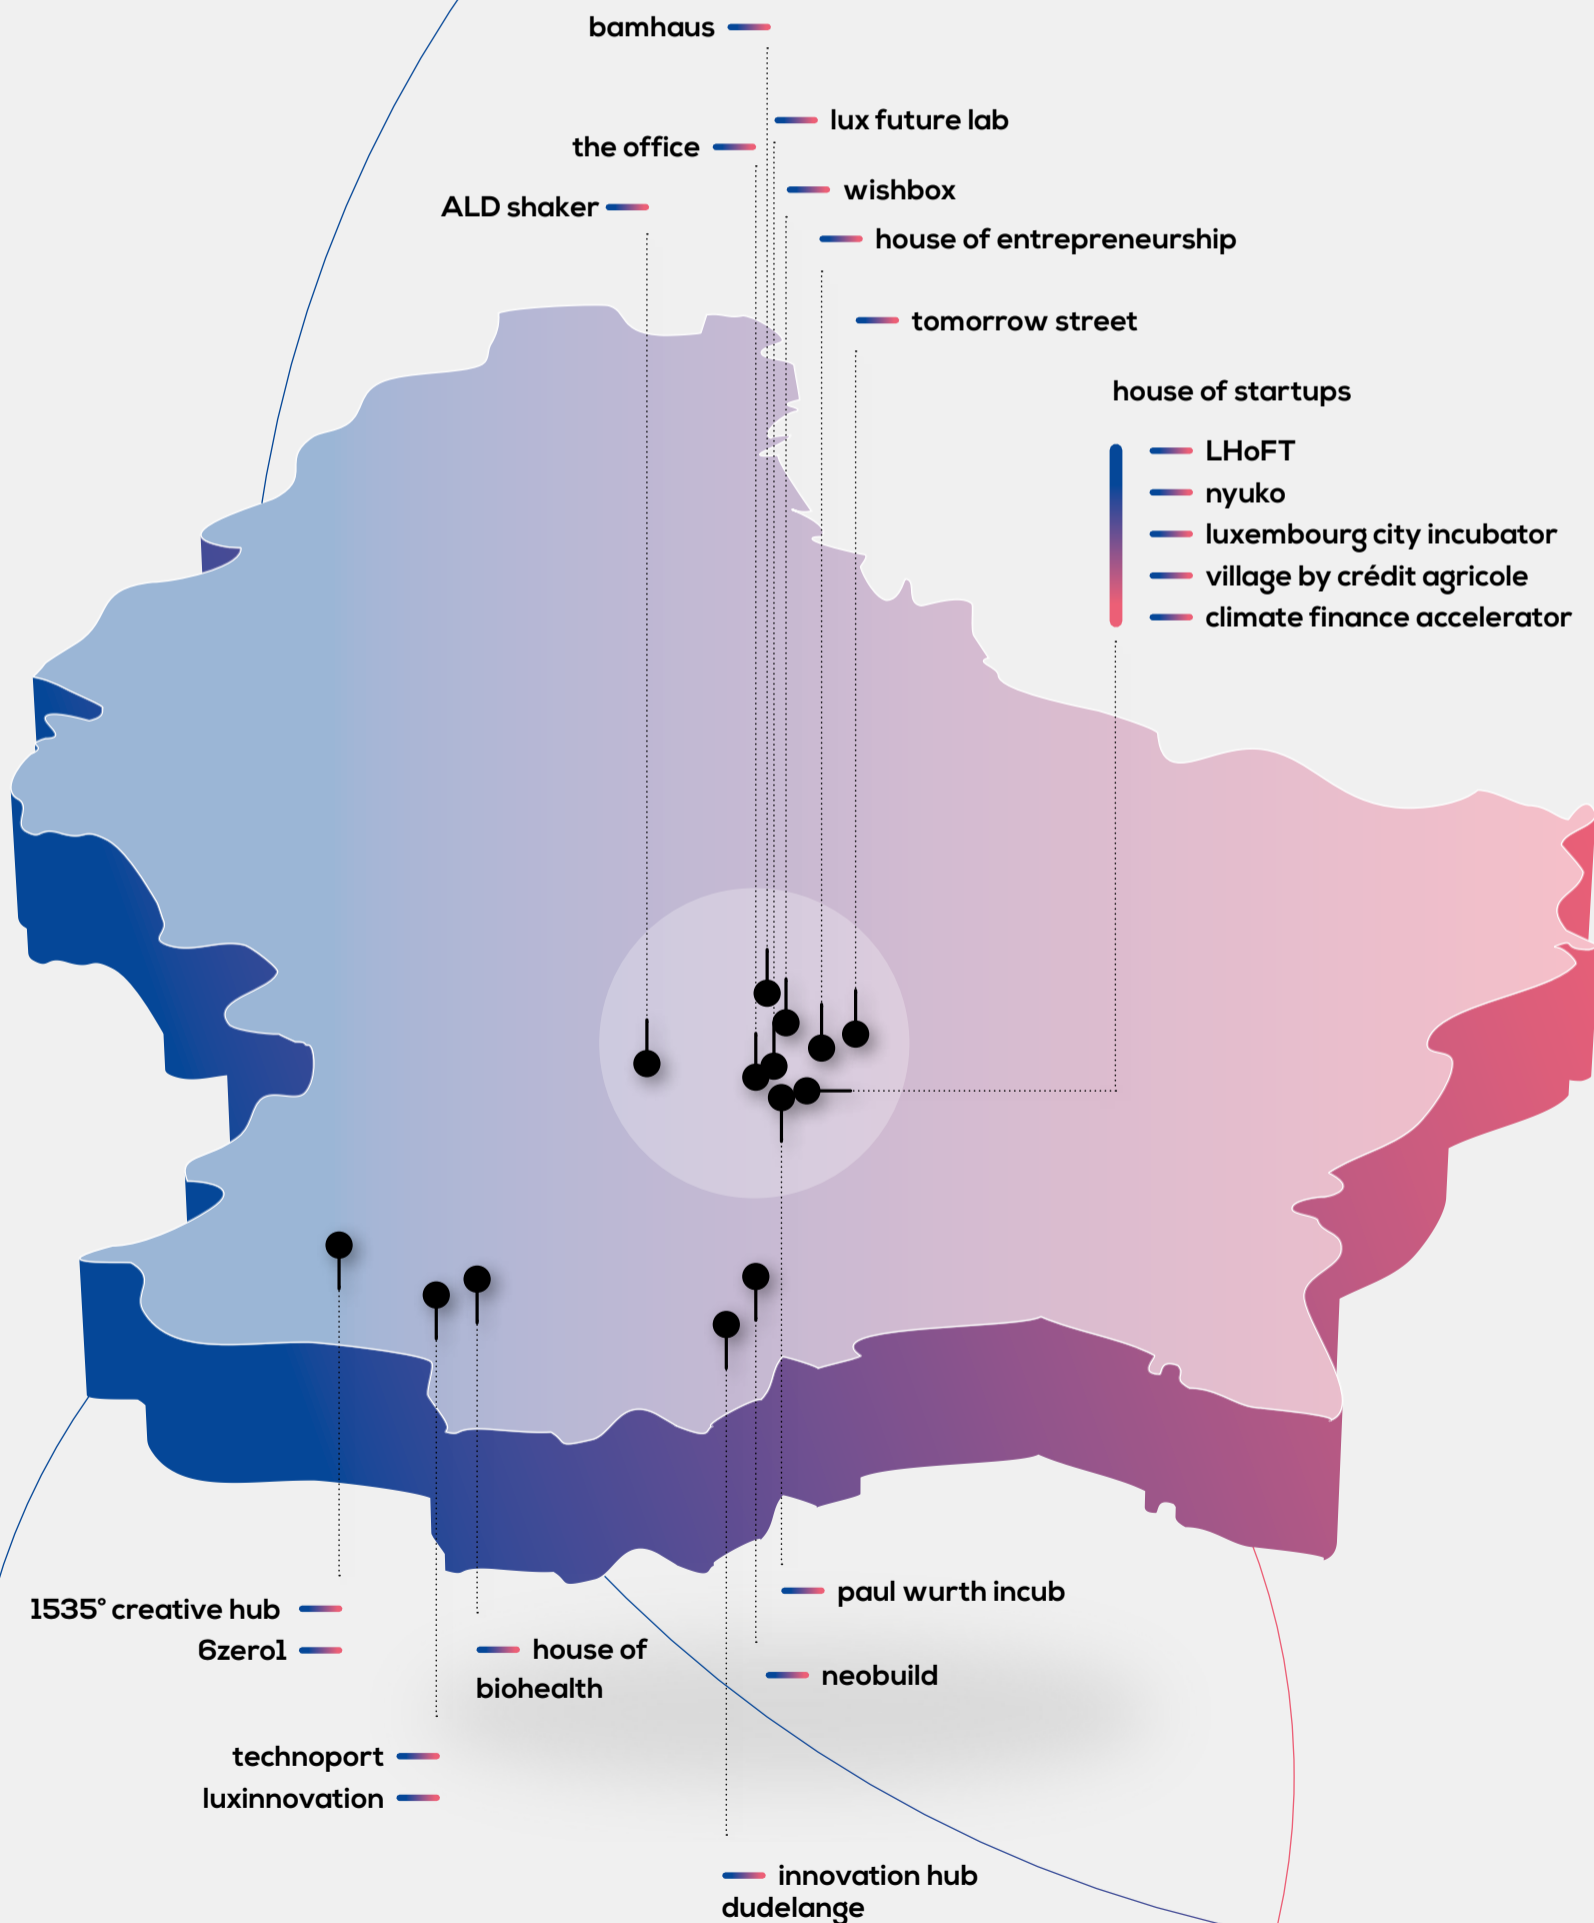 bamhaus
lux future lab
the office
wishbox
ALD shaker
house of entrepreneurship
tomorrow street
house of startups
LHoFT
nyuko
luxembourg city incubator
village by crédit agricole
climate finance accelerator
1535° creative hub
6zero1
house of
biohealth
paul wurth incub
neobuild
technoport
luxinnovation
innovation hub
dudelange